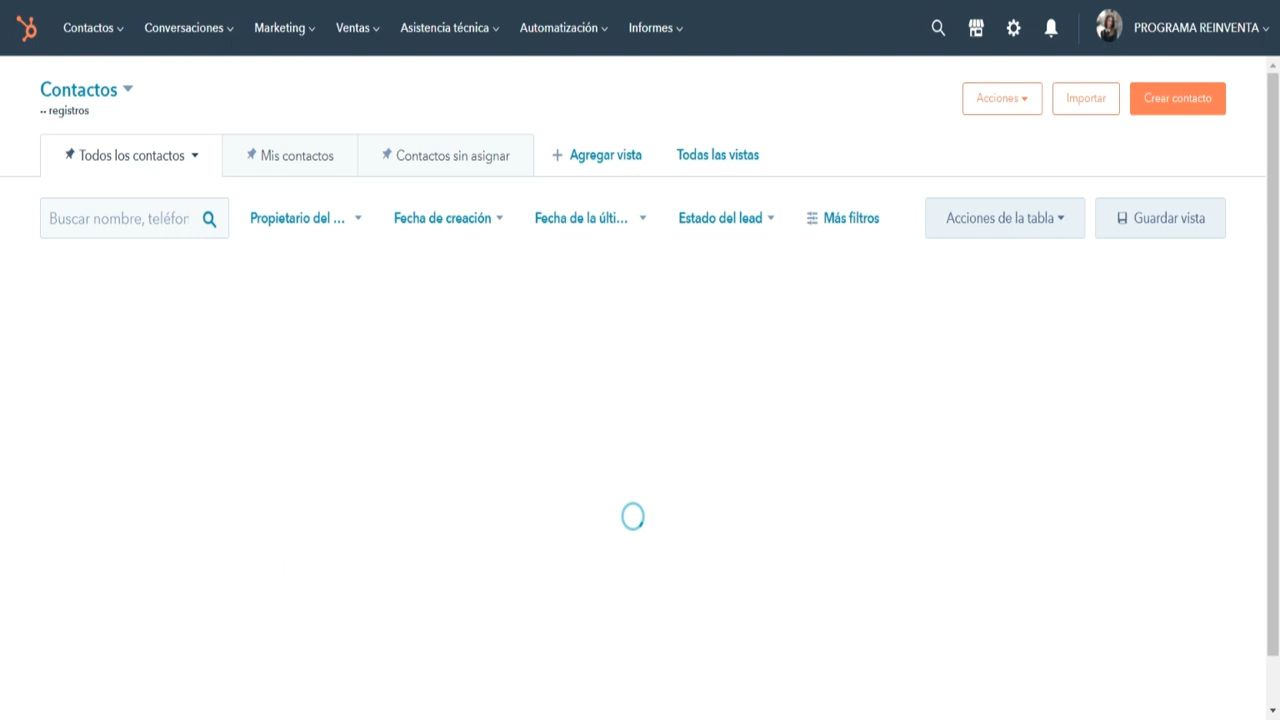 Contactos Conversaciones Marketing Ventas Asistencia técnica Automatización Informes PROGRAMA REINVENTA
Contactos
-- registros
Acciones Importar Crear contacto
Todos los contactos Mis contactos Contactos sin asignar + Agregar vista Todas las vistas
Buscar nombre, teléfon Propietario del ... Fecha de creación Fecha de la últi... Estado del lead Más filtros Acciones de la tabla Guardar vista